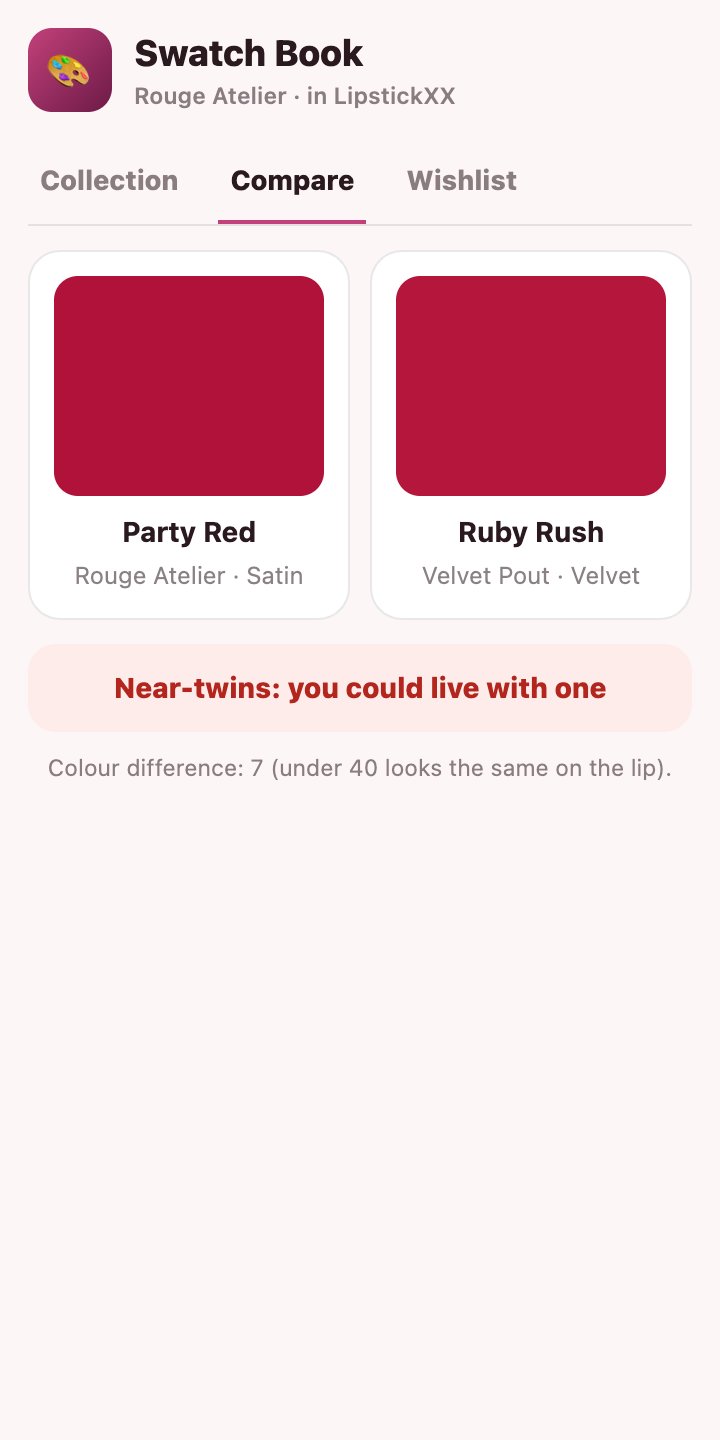 Swatch Book
Rouge Atelier · in LipstickXX
Collection
Compare
Wishlist
Party Red
Rouge Atelier · Satin
Ruby Rush
Velvet Pout · Velvet
Near-twins: you could live with one
Colour difference: 7 (under 40 looks the same on the lip).